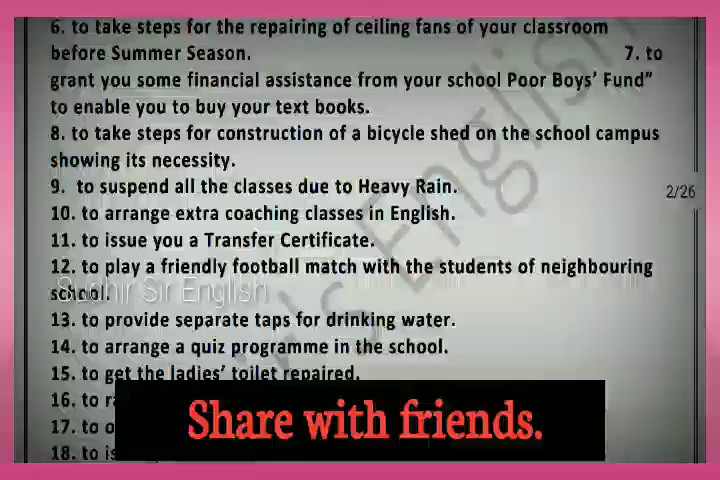 6. to take steps for the repairing of ceiling fans of your classroom
before Summer Season. 7. to
grant you some financial assistance from your school Poor Boys' Fund"
to enable you to buy your text books.
8. to take steps for construction of a bicycle shed on the school campus
showing its necessity.
9. to suspend all the classes due to Heavy Rain.
2/26
10. to arrange extra coaching classes in English.
11. to issue you a Transfer Certificate.
12. to play a friendly football match with the students of neighbouring
school.
Sir English
13. to provide separate taps for drinking water.
14. to arrange a quiz programme in the school.
15. to get the ladies' toilet repaired.
16. to
17. to
18. to
Share with friends.